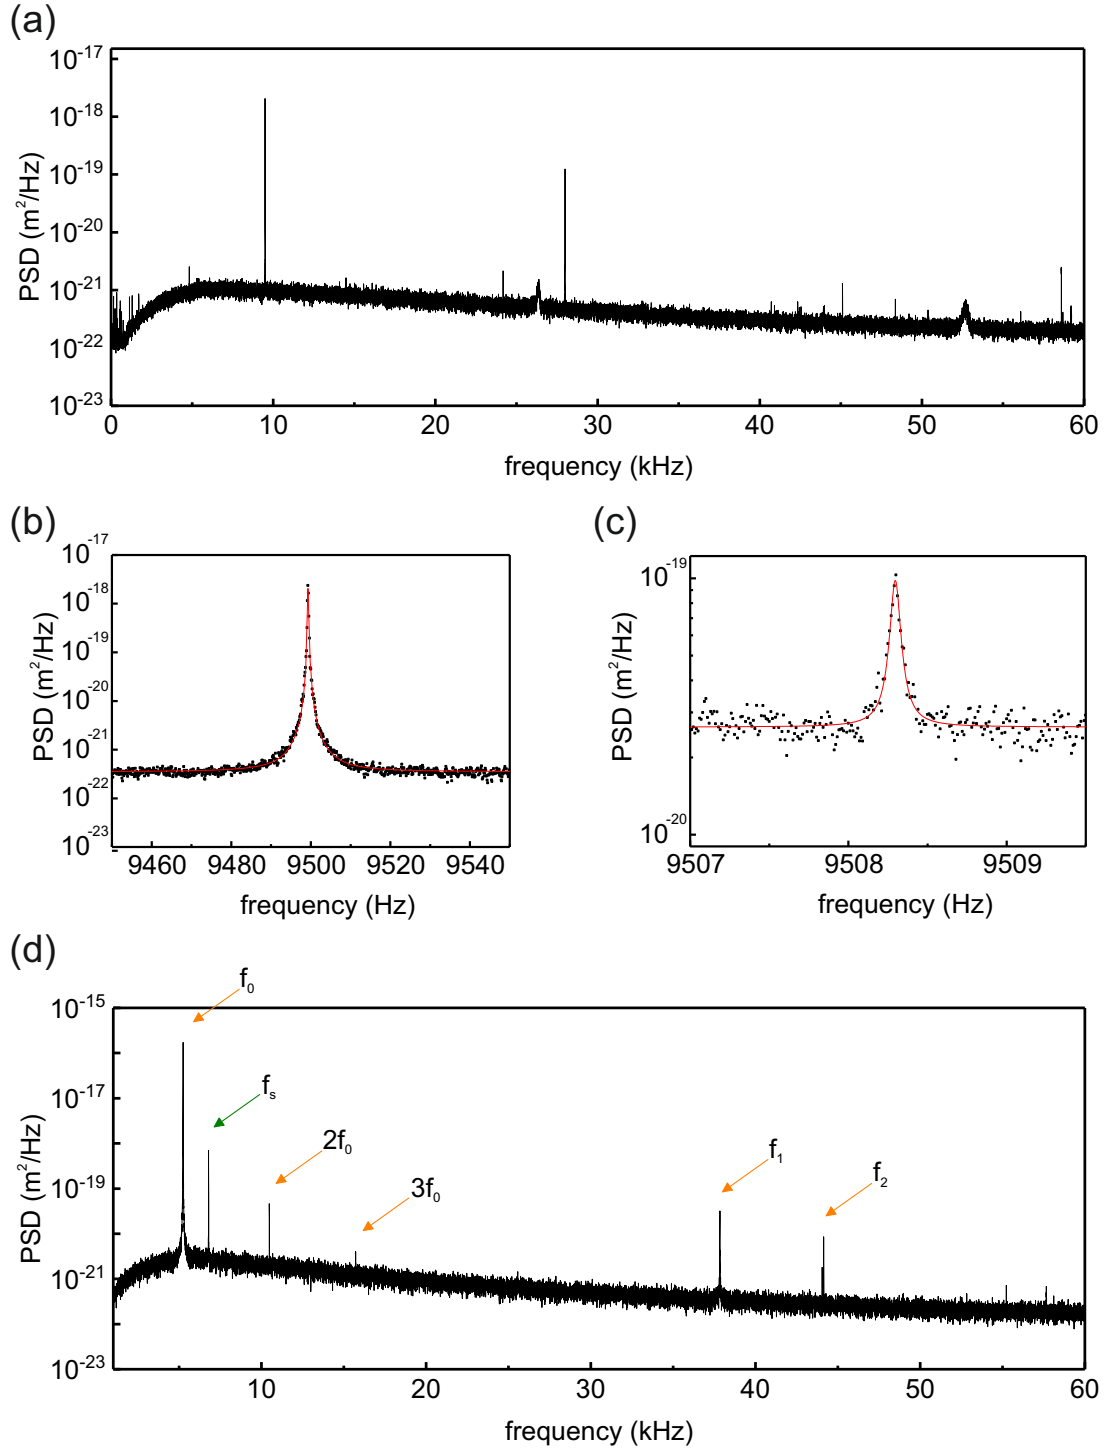 (a)
10⁻¹⁷
10⁻¹⁸
10⁻¹⁹
10⁻²⁰
10⁻²¹
10⁻²²
10⁻²³
PSD (m²/Hz)
0 10 20 30 40 50 60
frequency (kHz)
(b)
10⁻¹⁷
10⁻¹⁸
10⁻¹⁹
10⁻²⁰
10⁻²¹
10⁻²²
10⁻²³
PSD (m²/Hz)
9460 9480 9500 9520 9540
frequency (Hz)
(c)
10⁻¹⁹
10⁻²⁰
PSD (m²/Hz)
9507 9508 9509
frequency (Hz)
(d)
f₀
fₛ
2f₀
3f₀
f₁
f₂
10⁻¹⁵
10⁻¹⁷
10⁻¹⁹
10⁻²¹
10⁻²³
PSD (m²/Hz)
10 20 30 40 50 60
frequency (kHz)